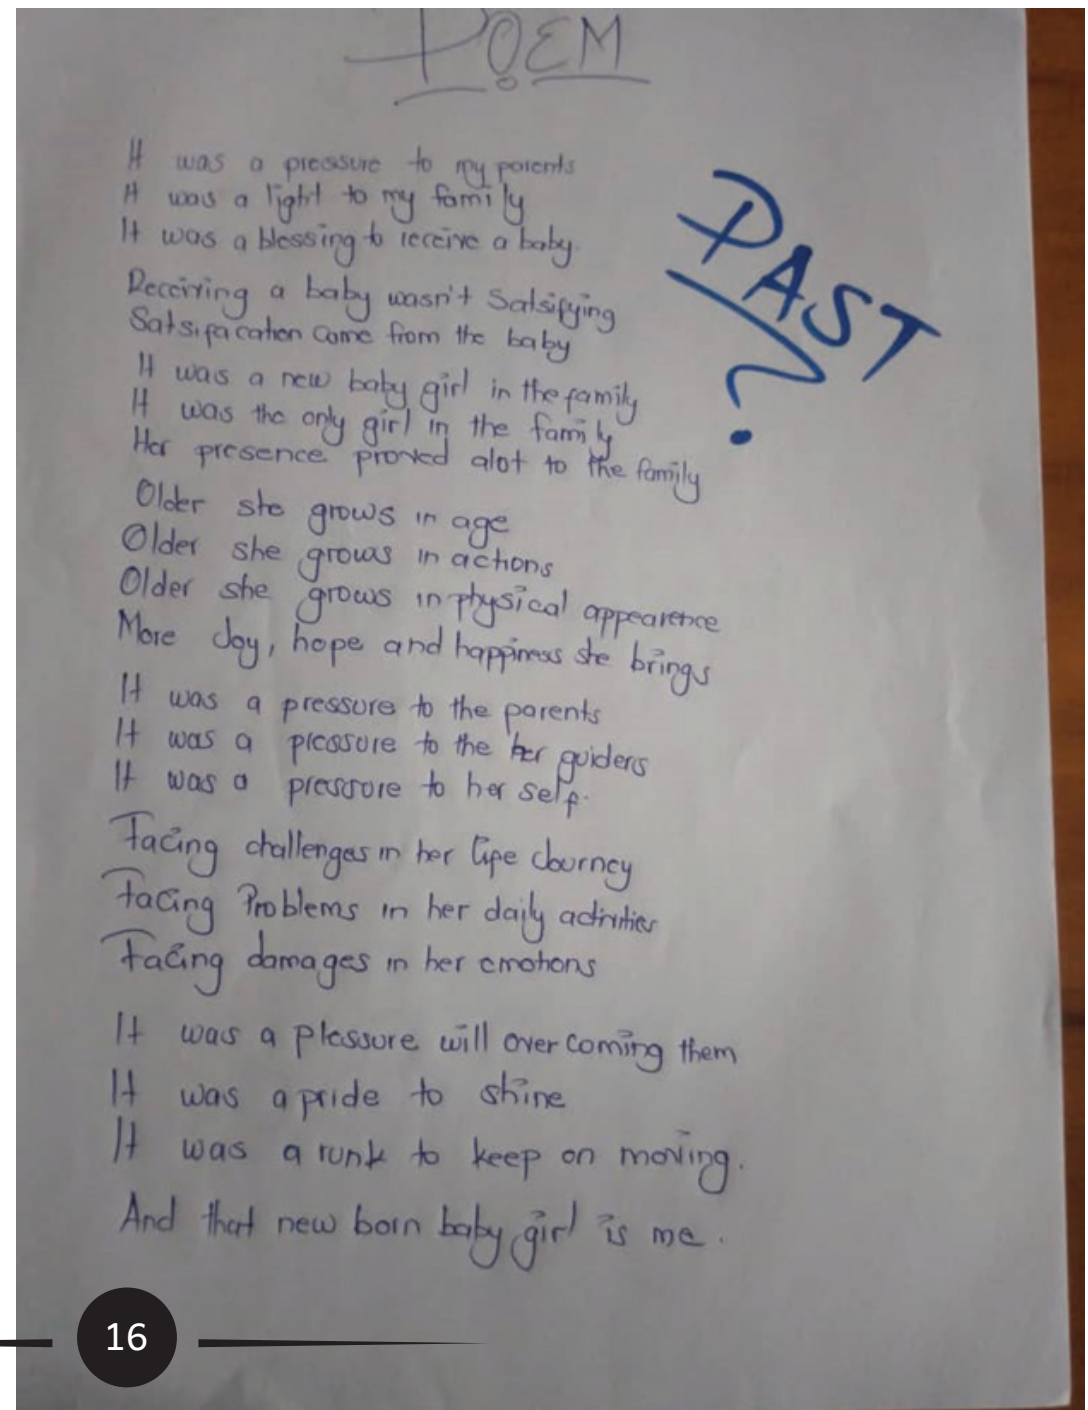 POEM
PAST?
It was a pressure to my parents
It was a light to my family
It was a blessing to receive a baby.
Receiving a baby wasn't Satsifying
Satsifacation come from the baby
It was a new baby girl in the family
It was the only girl in the family
Her presence proved alot to the family
Older she grows in age
Older she grows in actions
Older she grows in physical appearence
More Joy, hope and happiness she brings
It was a pressure to the parents
It was a pressure to the her guiders
It was a pressure to her self.
Facing challenges in her life Journey
Facing Problems in her daily activities
Facing damages in her emotions
It was a plessure will over coming them
It was a pride to shine
It was a runk to keep on moving.
And that new born baby girl is me.
16